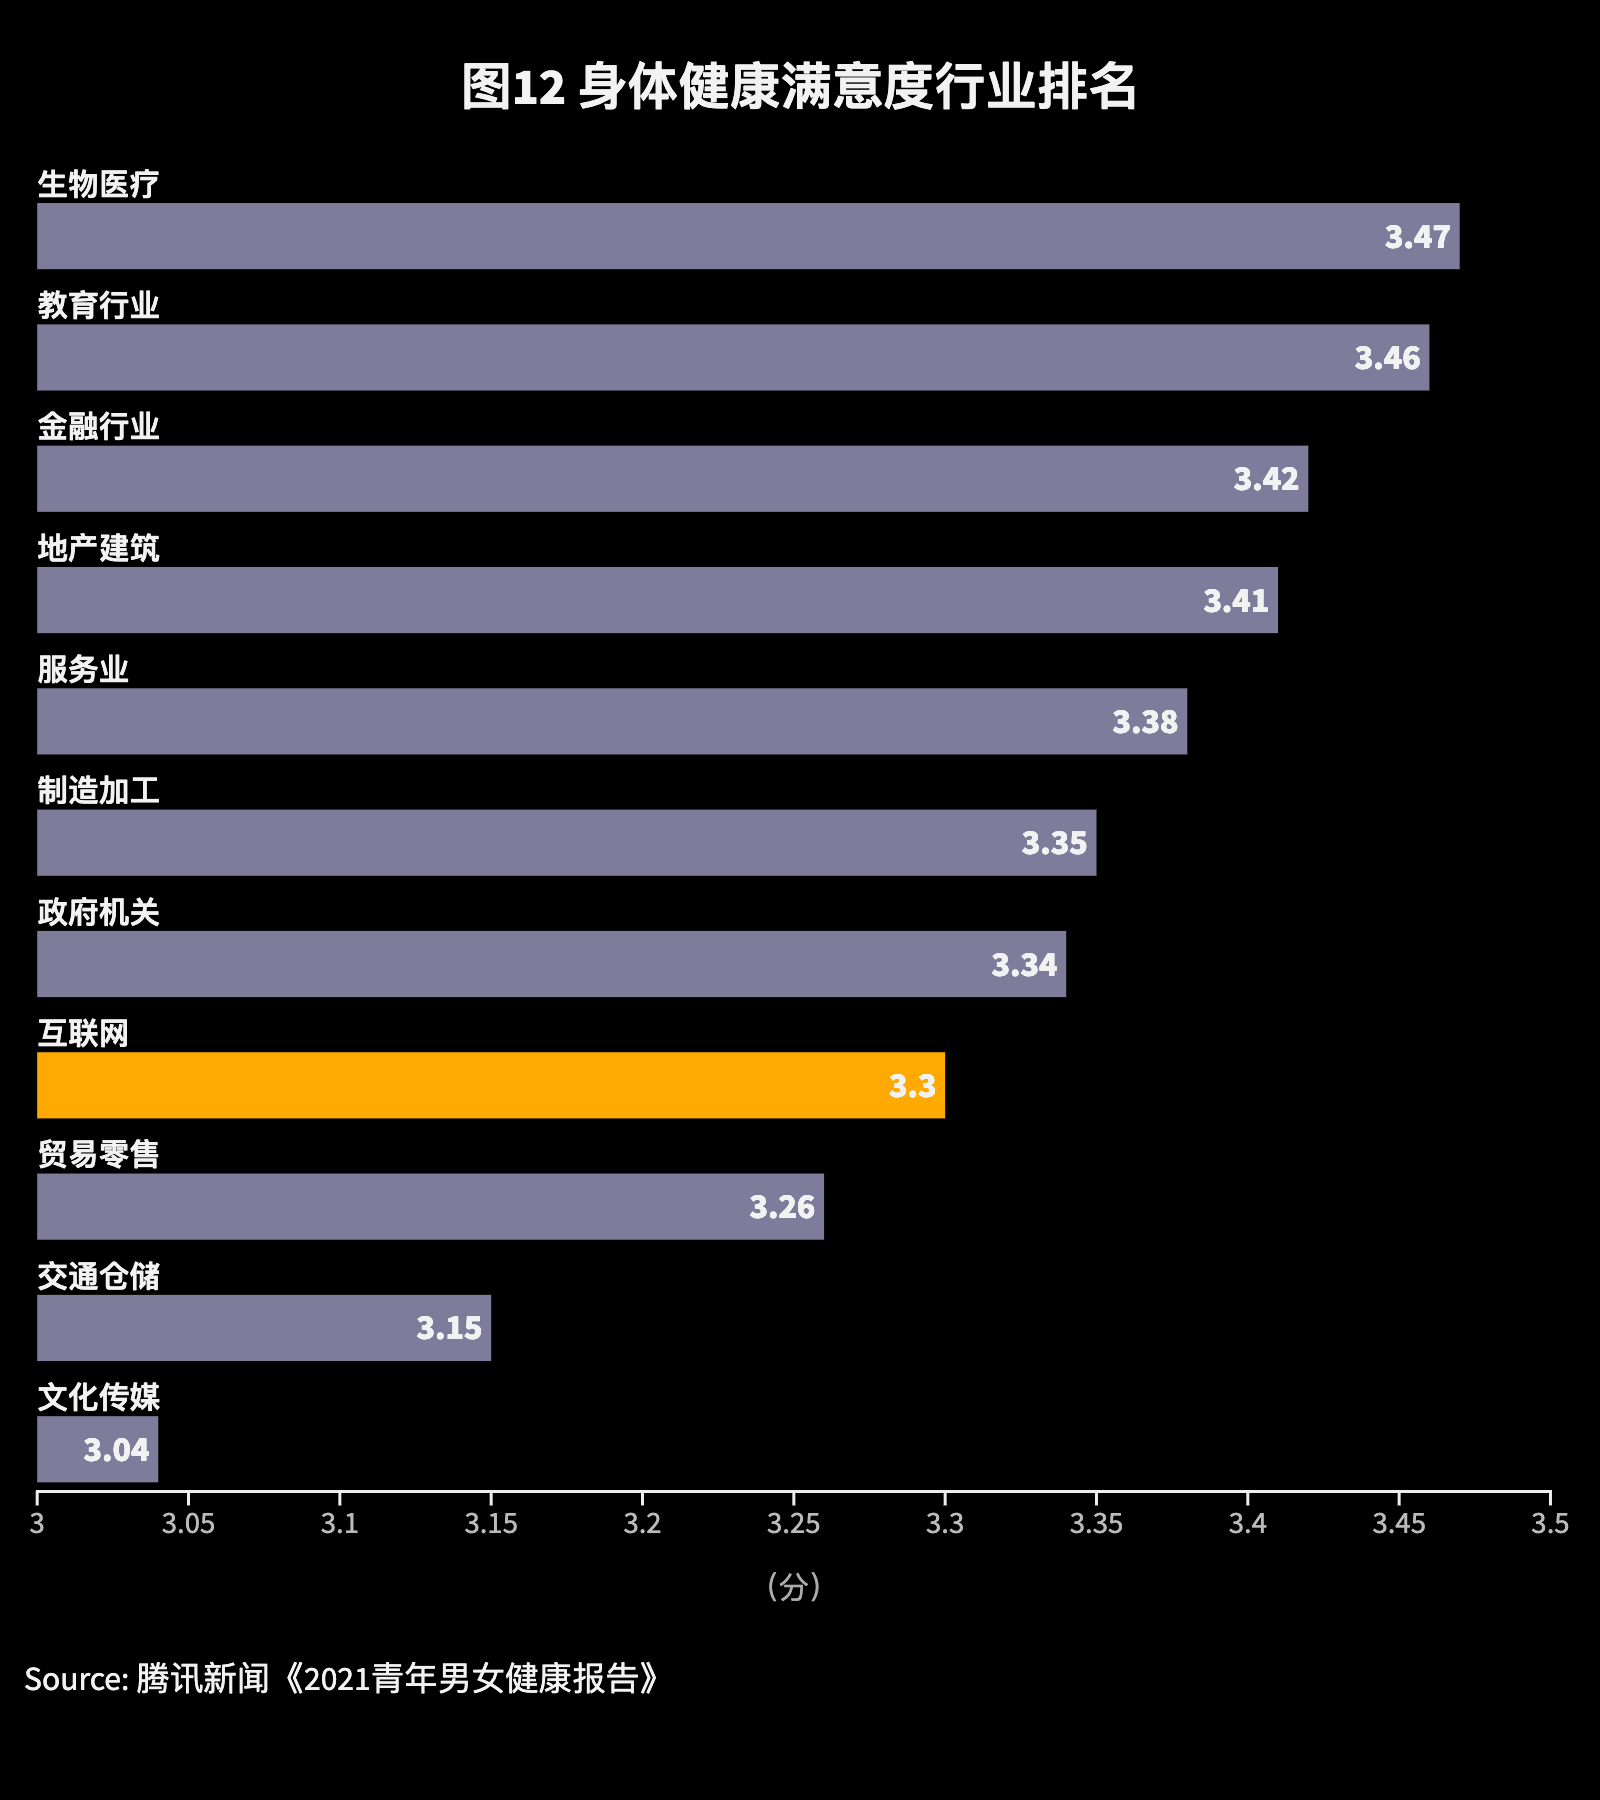 图12 身体健康满意度行业排名
生物医疗
3.47
教育行业
3.46
金融行业
3.42
地产建筑
3.41
服务业
3.38
制造加工
3.35
政府机关
3.34
互联网
3.3
贸易零售
3.26
交通仓储
3.15
文化传媒
3.04
3 3.05 3.1 3.15 3.2 3.25 3.3 3.35 3.4 3.45 3.5
(分)
Source: 腾讯新闻《2021青年男女健康报告》